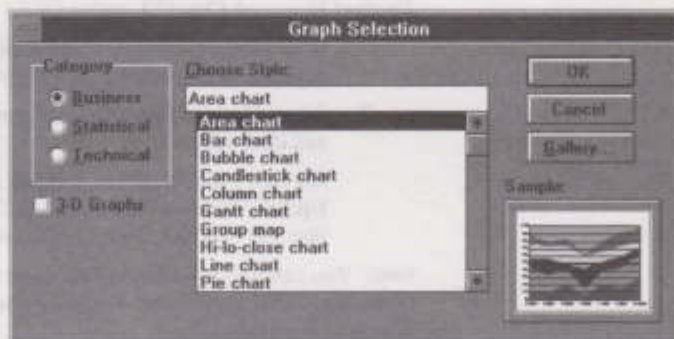 Graph Selection
Category
Business
Statistical
Technical
3-D Graphs
Choose Style:
Area chart
Area chart
Bar chart
Bubble chart
Candlestick chart
Column chart
Gantt chart
Group map
Hi-lo-close chart
Line chart
Pie chart
OK
Cancel
Gallery...
Sample: